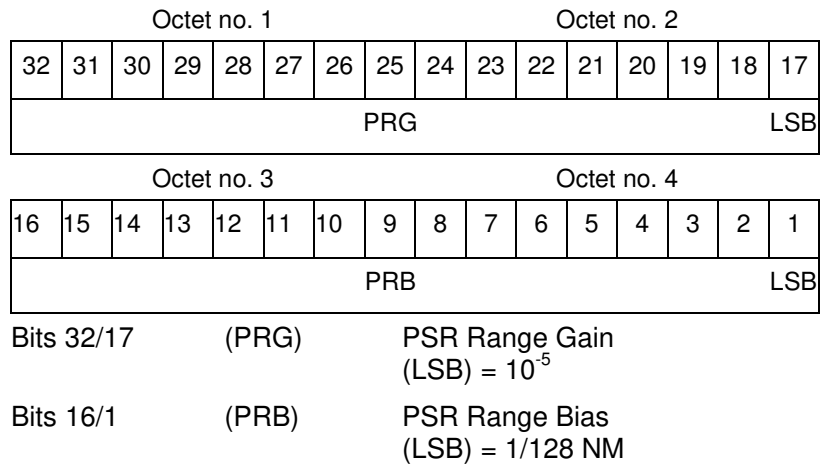 Octet no. 1 Octet no. 2
32 31 30 29 28 27 26 25 24 23 22 21 20 19 18 17
PRG LSB
Octet no. 3 Octet no. 4
16 15 14 13 12 11 10 9 8 7 6 5 4 3 2 1
PRB LSB
Bits 32/17 (PRG) PSR Range Gain
(LSB) = 10⁻⁵
Bits 16/1 (PRB) PSR Range Bias
(LSB) = 1/128 NM